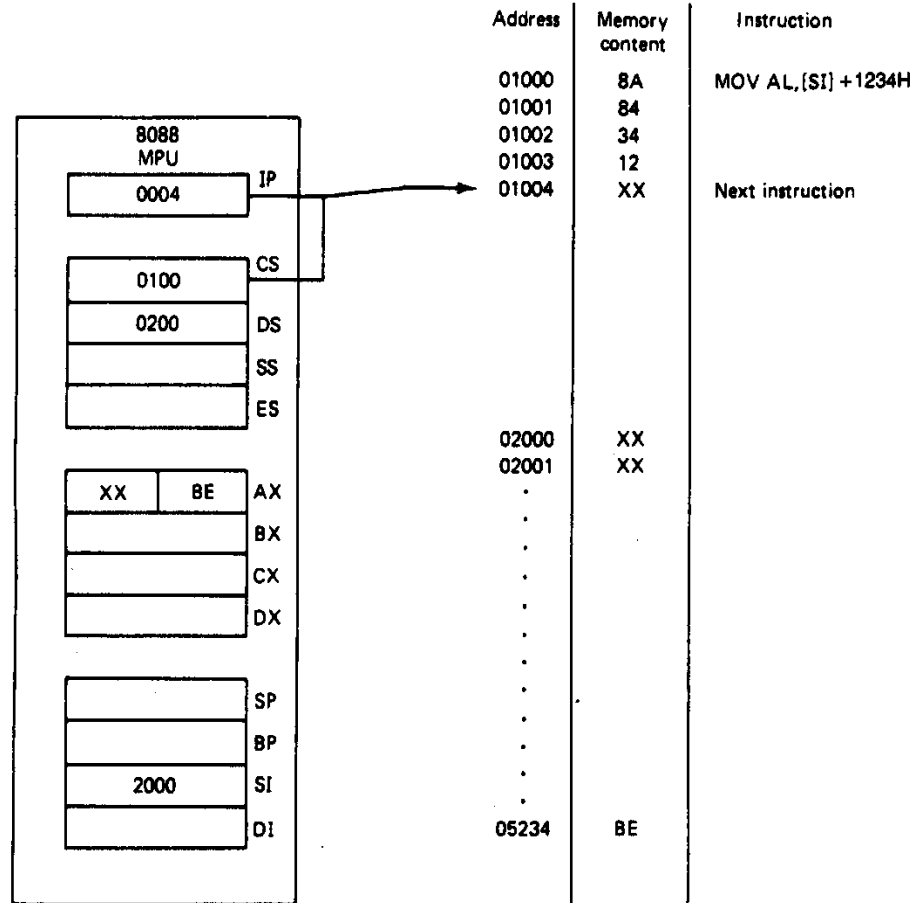 Address Memory content Instruction
01000 8A MOV AL,[SI] +1234H
01001 84
01002 34
01003 12
01004 XX Next instruction
02000 XX
02001 XX
05234 BE
8088
MPU
0004 IP
0100 CS
0200 DS
SS
ES
XX BE AX
BX
CX
DX
SP
BP
2000 SI
DI